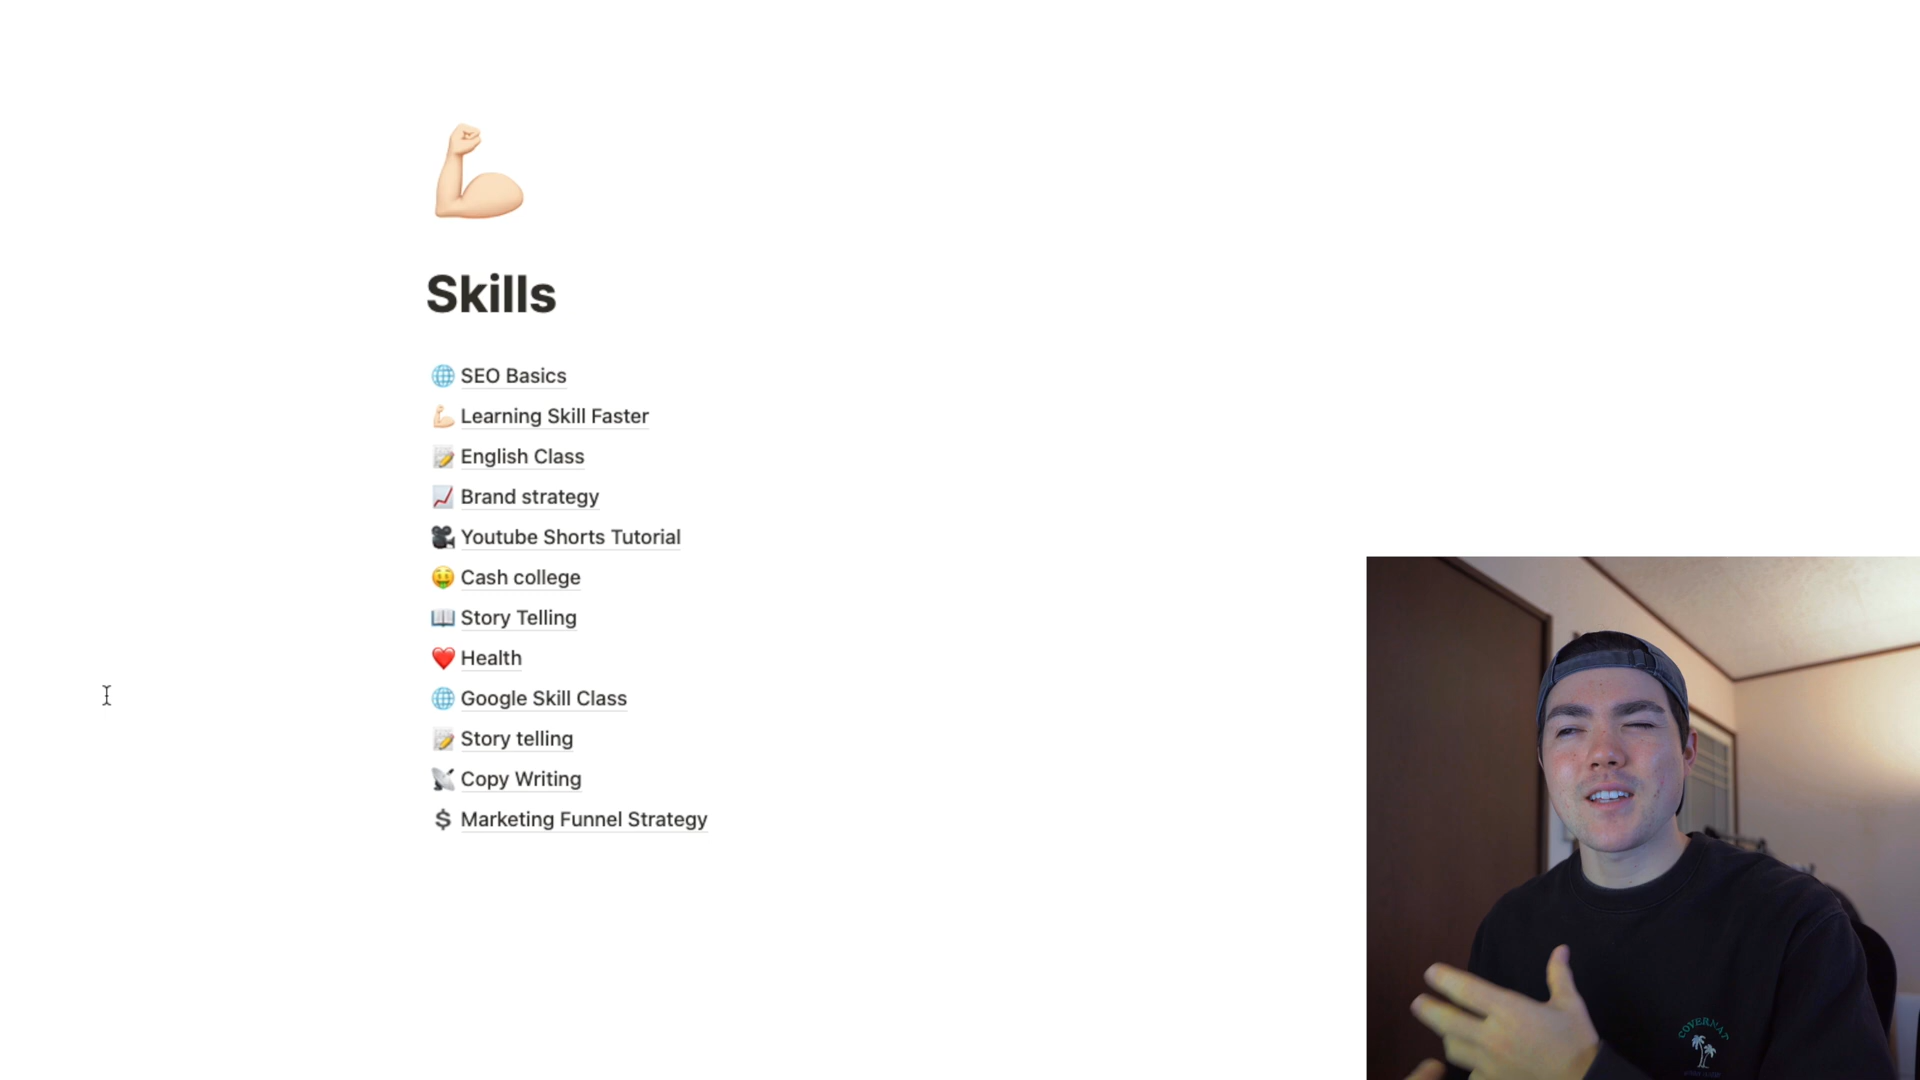 Skills
SEO Basics
Learning Skill Faster
English Class
Brand strategy
Youtube Shorts Tutorial
Cash college
Story Telling
Health
Google Skill Class
Story telling
Copy Writing
$ Marketing Funnel Strategy
COVERNAT